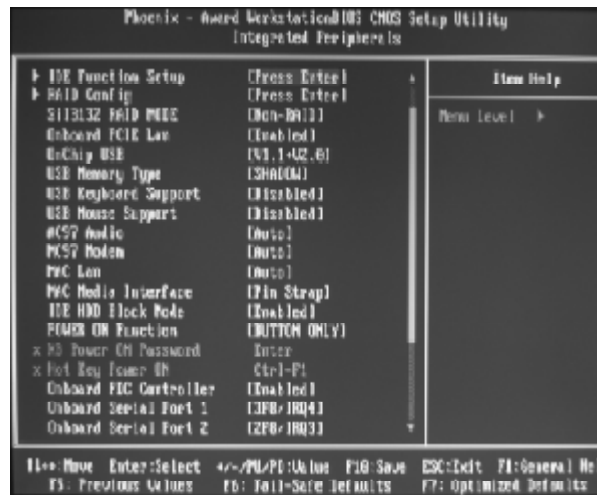 Phoenix - Award WorkstationBIOS CMOS Setup Utility
Integrated Peripherals
IDE Function Setup [Press Enter]
RAID Config [Press Enter]
SII3132 RAID MODE [Non-RAID]
Onboard PCIE Lan [Enabled]
OnChip USB [V1.1+V2.0]
USB Memory Type [SHADOW]
USB Keyboard Support [Disabled]
USB Mouse Support [Disabled]
AC97 Audio [Auto]
MC97 Modem [Auto]
MAC Lan [Auto]
MAC Media Interface [Pin Strap]
IDE HDD Block Mode [Enabled]
POWER ON Function [BUTTON ONLY]
x KB Power ON Password Enter
x Hot Key Power ON Ctrl-F1
Onboard FDC Controller [Enabled]
Onboard Serial Port 1 [3F8/IRQ4]
Onboard Serial Port 2 [2F8/IRQ3]
Item Help
Menu Level
:Move Enter:Select +/-/PU/PD:Value F10:Save ESC:Exit F1:General He
F5: Previous Values F6: Fail-Safe Defaults F7: Optimized Defaults